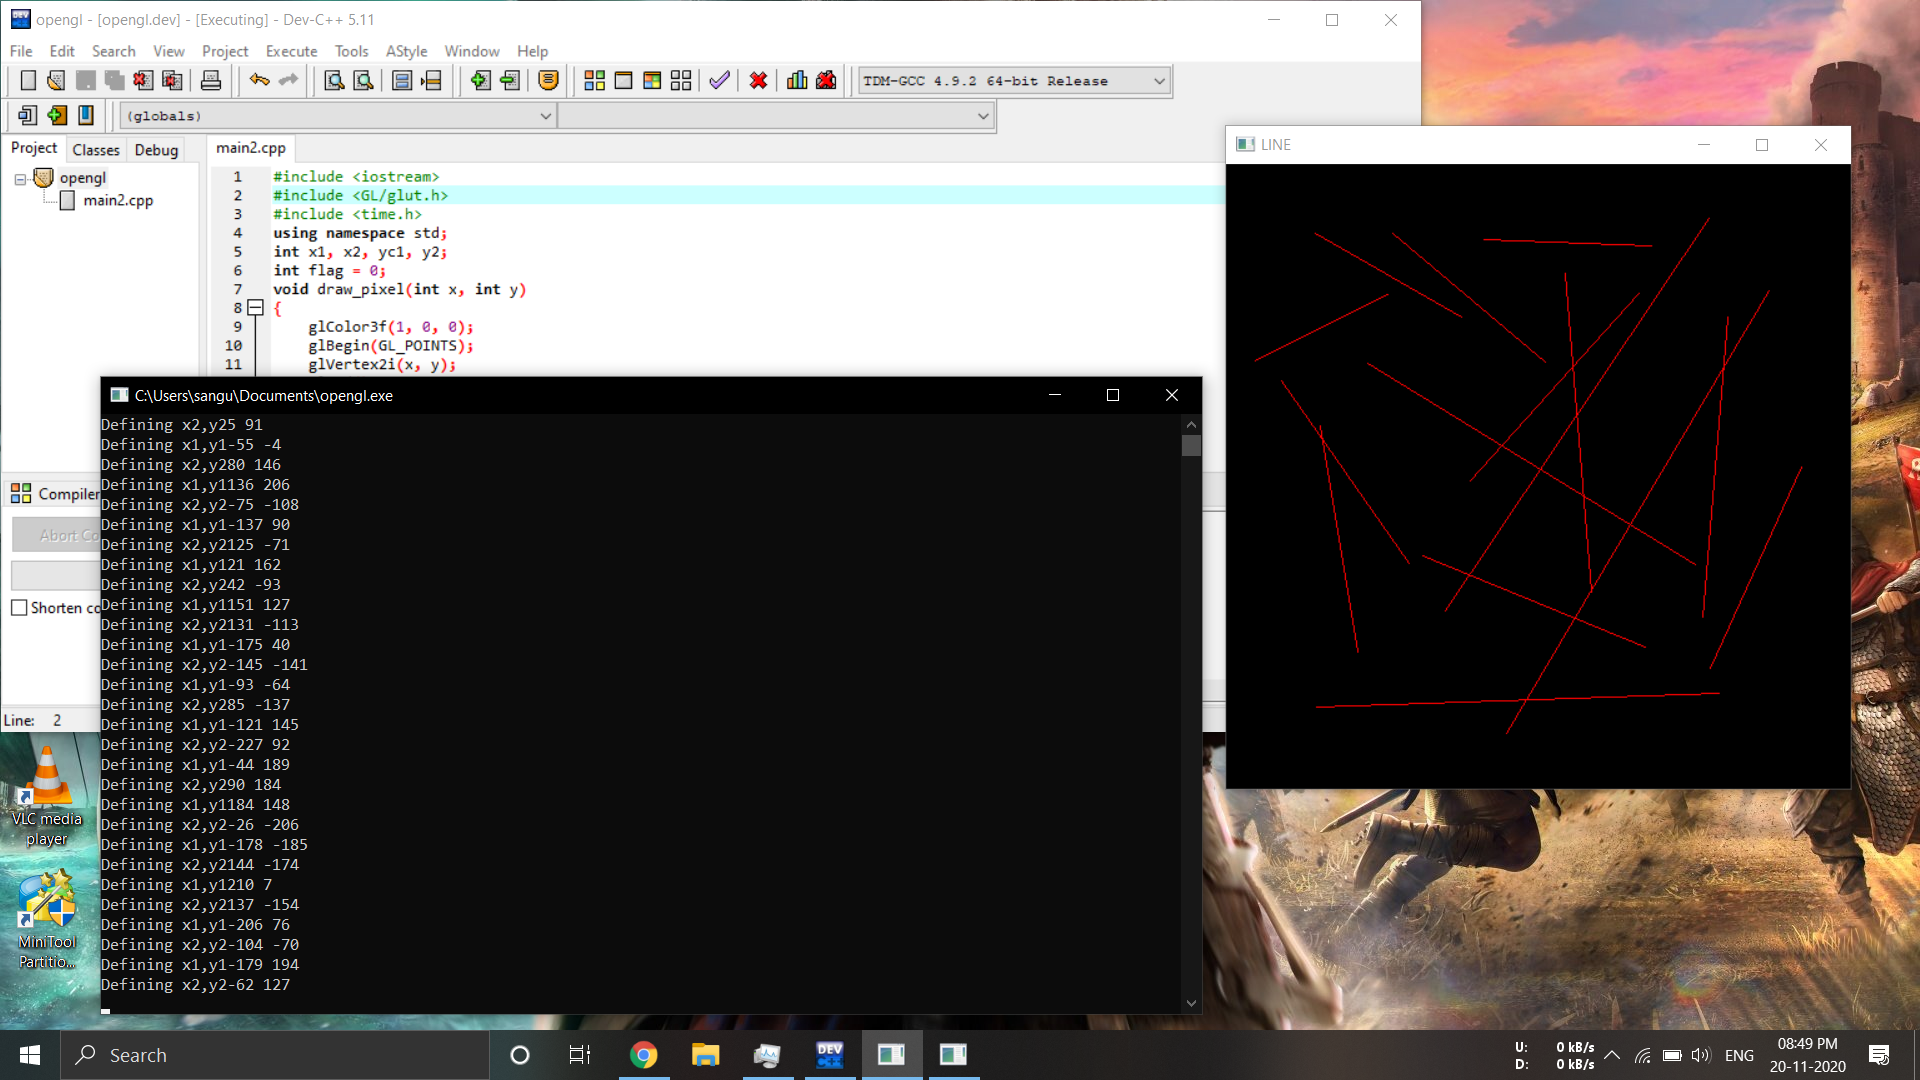 opengl - [opengl.dev] - [Executing] - Dev-C++ 5.11
File Edit Search View Project Execute Tools AStyle Window Help
TDM-GCC 4.9.2 64-bit Release
(globals)
Project Classes Debug
opengl
main2.cpp
main2.cpp
1 #include <iostream>
2 #include <GL/glut.h>
3 #include <time.h>
4 using namespace std;
5 int x1, x2, yc1, y2;
6 int flag = 0;
7 void draw_pixel(int x, int y)
8 {
9 glColor3f(1, 0, 0);
10 glBegin(GL_POINTS);
11 glVertex2i(x, y);
Compiler
Abort Co
Shorten co
Line: 2
C:\Users\sangu\Documents\opengl.exe
Defining x2,y25 91
Defining x1,y1-55 -4
Defining x2,y280 146
Defining x1,y1136 206
Defining x2,y2-75 -108
Defining x1,y1-137 90
Defining x2,y2125 -71
Defining x1,y121 162
Defining x2,y242 -93
Defining x1,y1151 127
Defining x2,y2131 -113
Defining x1,y1-175 40
Defining x2,y2-145 -141
Defining x1,y1-93 -64
Defining x2,y285 -137
Defining x1,y1-121 145
Defining x2,y2-227 92
Defining x1,y1-44 189
Defining x2,y290 184
Defining x1,y1184 148
Defining x2,y2-26 -206
Defining x1,y1-178 -185
Defining x2,y2144 -174
Defining x1,y1210 7
Defining x2,y2137 -154
Defining x1,y1-206 76
Defining x2,y2-104 -70
Defining x1,y1-179 194
Defining x2,y2-62 127
LINE
VLC media
player
MiniTool
Partitio...
Search
DEV
C++
U: 0 kB/s
D: 0 kB/s
ENG
08:49 PM
20-11-2020